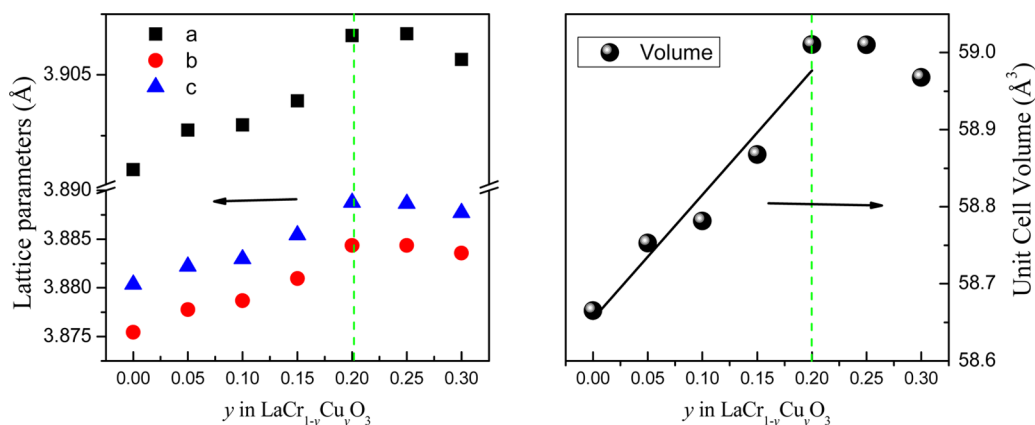 a
b
c
3.905
3.890
3.885
3.880
3.875
Lattice parameters (Å)
0.00 0.05 0.10 0.15 0.20 0.25 0.30
y in LaCr1-yCuyO3
Volume
59.0
58.9
58.8
58.7
58.6
Unit Cell Volume (Å3)
0.00 0.05 0.10 0.15 0.20 0.25 0.30
y in LaCr1-yCuyO3